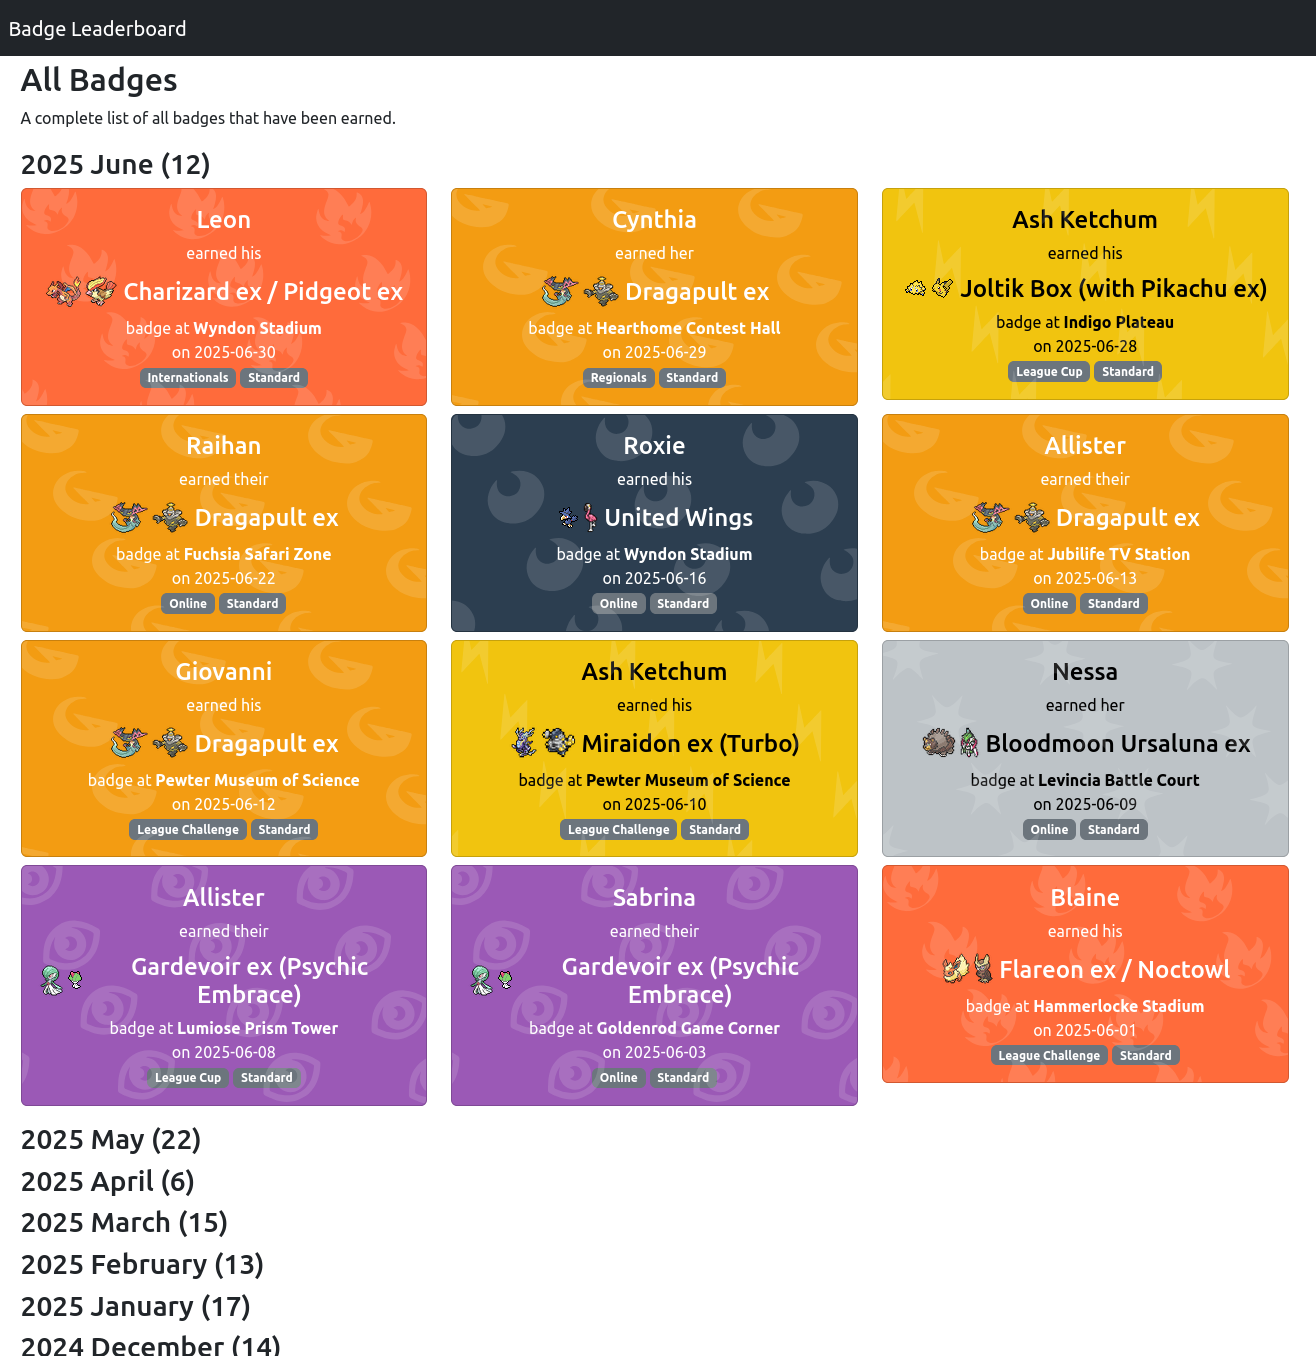 Badge Leaderboard
All Badges
A complete list of all badges that have been earned.
2025 June (12)
Leon
earned his
Charizard ex / Pidgeot ex
badge at Wyndon Stadium
on 2025-06-30
Internationals Standard
Cynthia
earned her
Dragapult ex
badge at Hearthome Contest Hall
on 2025-06-29
Regionals Standard
Ash Ketchum
earned his
Joltik Box (with Pikachu ex)
badge at Indigo Plateau
on 2025-06-28
League Cup Standard
Raihan
earned their
Dragapult ex
badge at Fuchsia Safari Zone
on 2025-06-22
Online Standard
Roxie
earned his
United Wings
badge at Wyndon Stadium
on 2025-06-16
Online Standard
Allister
earned their
Dragapult ex
badge at Jubilife TV Station
on 2025-06-13
Online Standard
Giovanni
earned his
Dragapult ex
badge at Pewter Museum of Science
on 2025-06-12
League Challenge Standard
Ash Ketchum
earned his
Miraidon ex (Turbo)
badge at Pewter Museum of Science
on 2025-06-10
League Challenge Standard
Nessa
earned her
Bloodmoon Ursaluna ex
badge at Levincia Battle Court
on 2025-06-09
Online Standard
Allister
earned their
Gardevoir ex (Psychic
Embrace)
badge at Lumiose Prism Tower
on 2025-06-08
League Cup Standard
Sabrina
earned their
Gardevoir ex (Psychic
Embrace)
badge at Goldenrod Game Corner
on 2025-06-03
Online Standard
Blaine
earned his
Flareon ex / Noctowl
badge at Hammerlocke Stadium
on 2025-06-01
League Challenge Standard
2025 May (22)
2025 April (6)
2025 March (15)
2025 February (13)
2025 January (17)
2024 December (14)